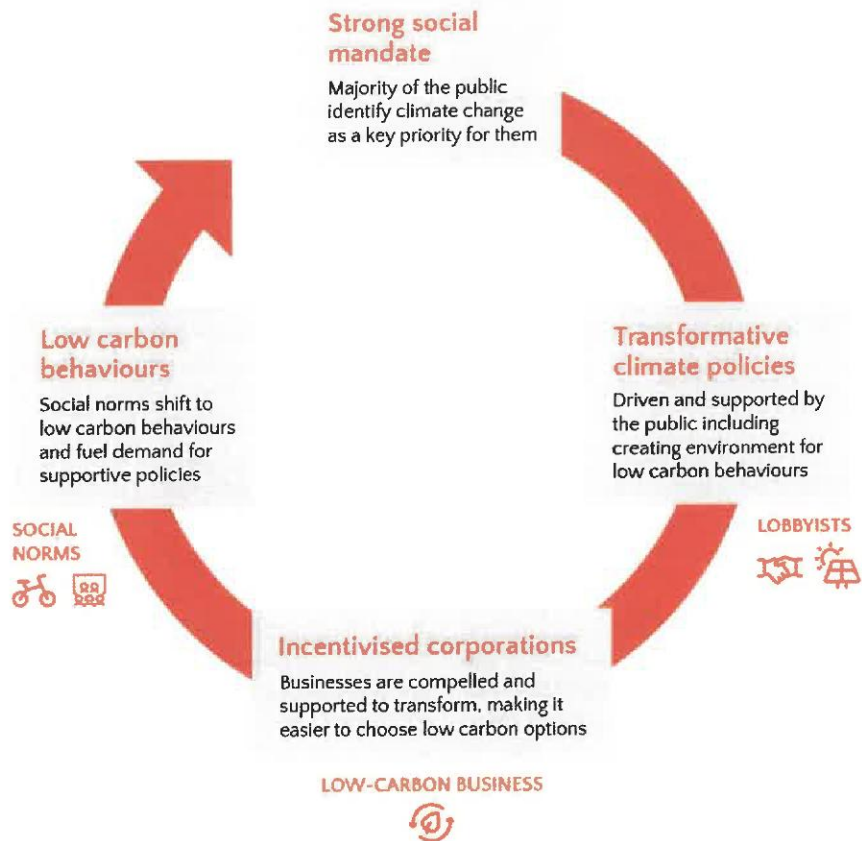 Strong social
mandate
Majority of the public
identify climate change
as a key priority for them
Transformative
climate policies
Driven and supported by
the public including
creating environment for
low carbon behaviours
LOBBYISTS
Incentivised corporations
Businesses are compelled and
supported to transform, making it
easier to choose low carbon options
LOW-CARBON BUSINESS
Low carbon
behaviours
Social norms shift to
low carbon behaviours
and fuel demand for
supportive policies
SOCIAL
NORMS